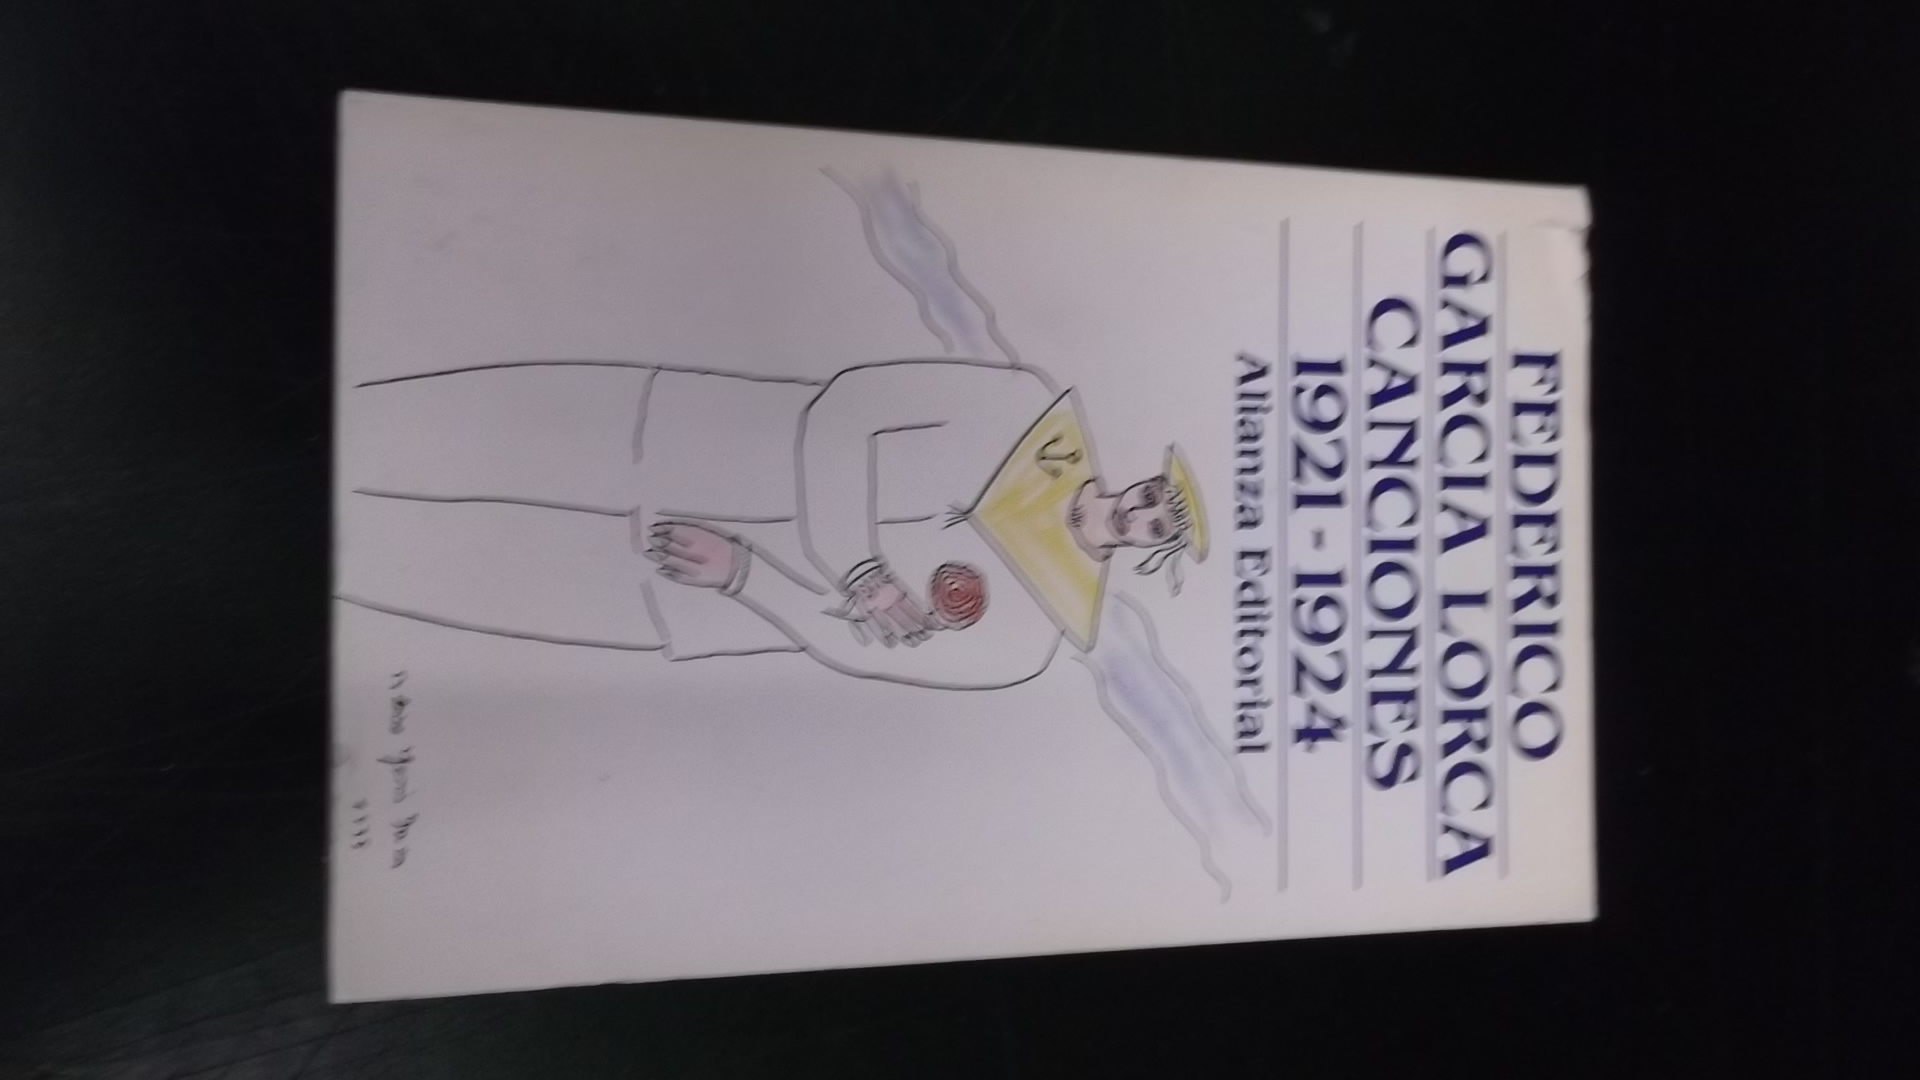 FEDERICO
GARCIA LORCA
CANCIONES
1921-1924
Alianza Editorial